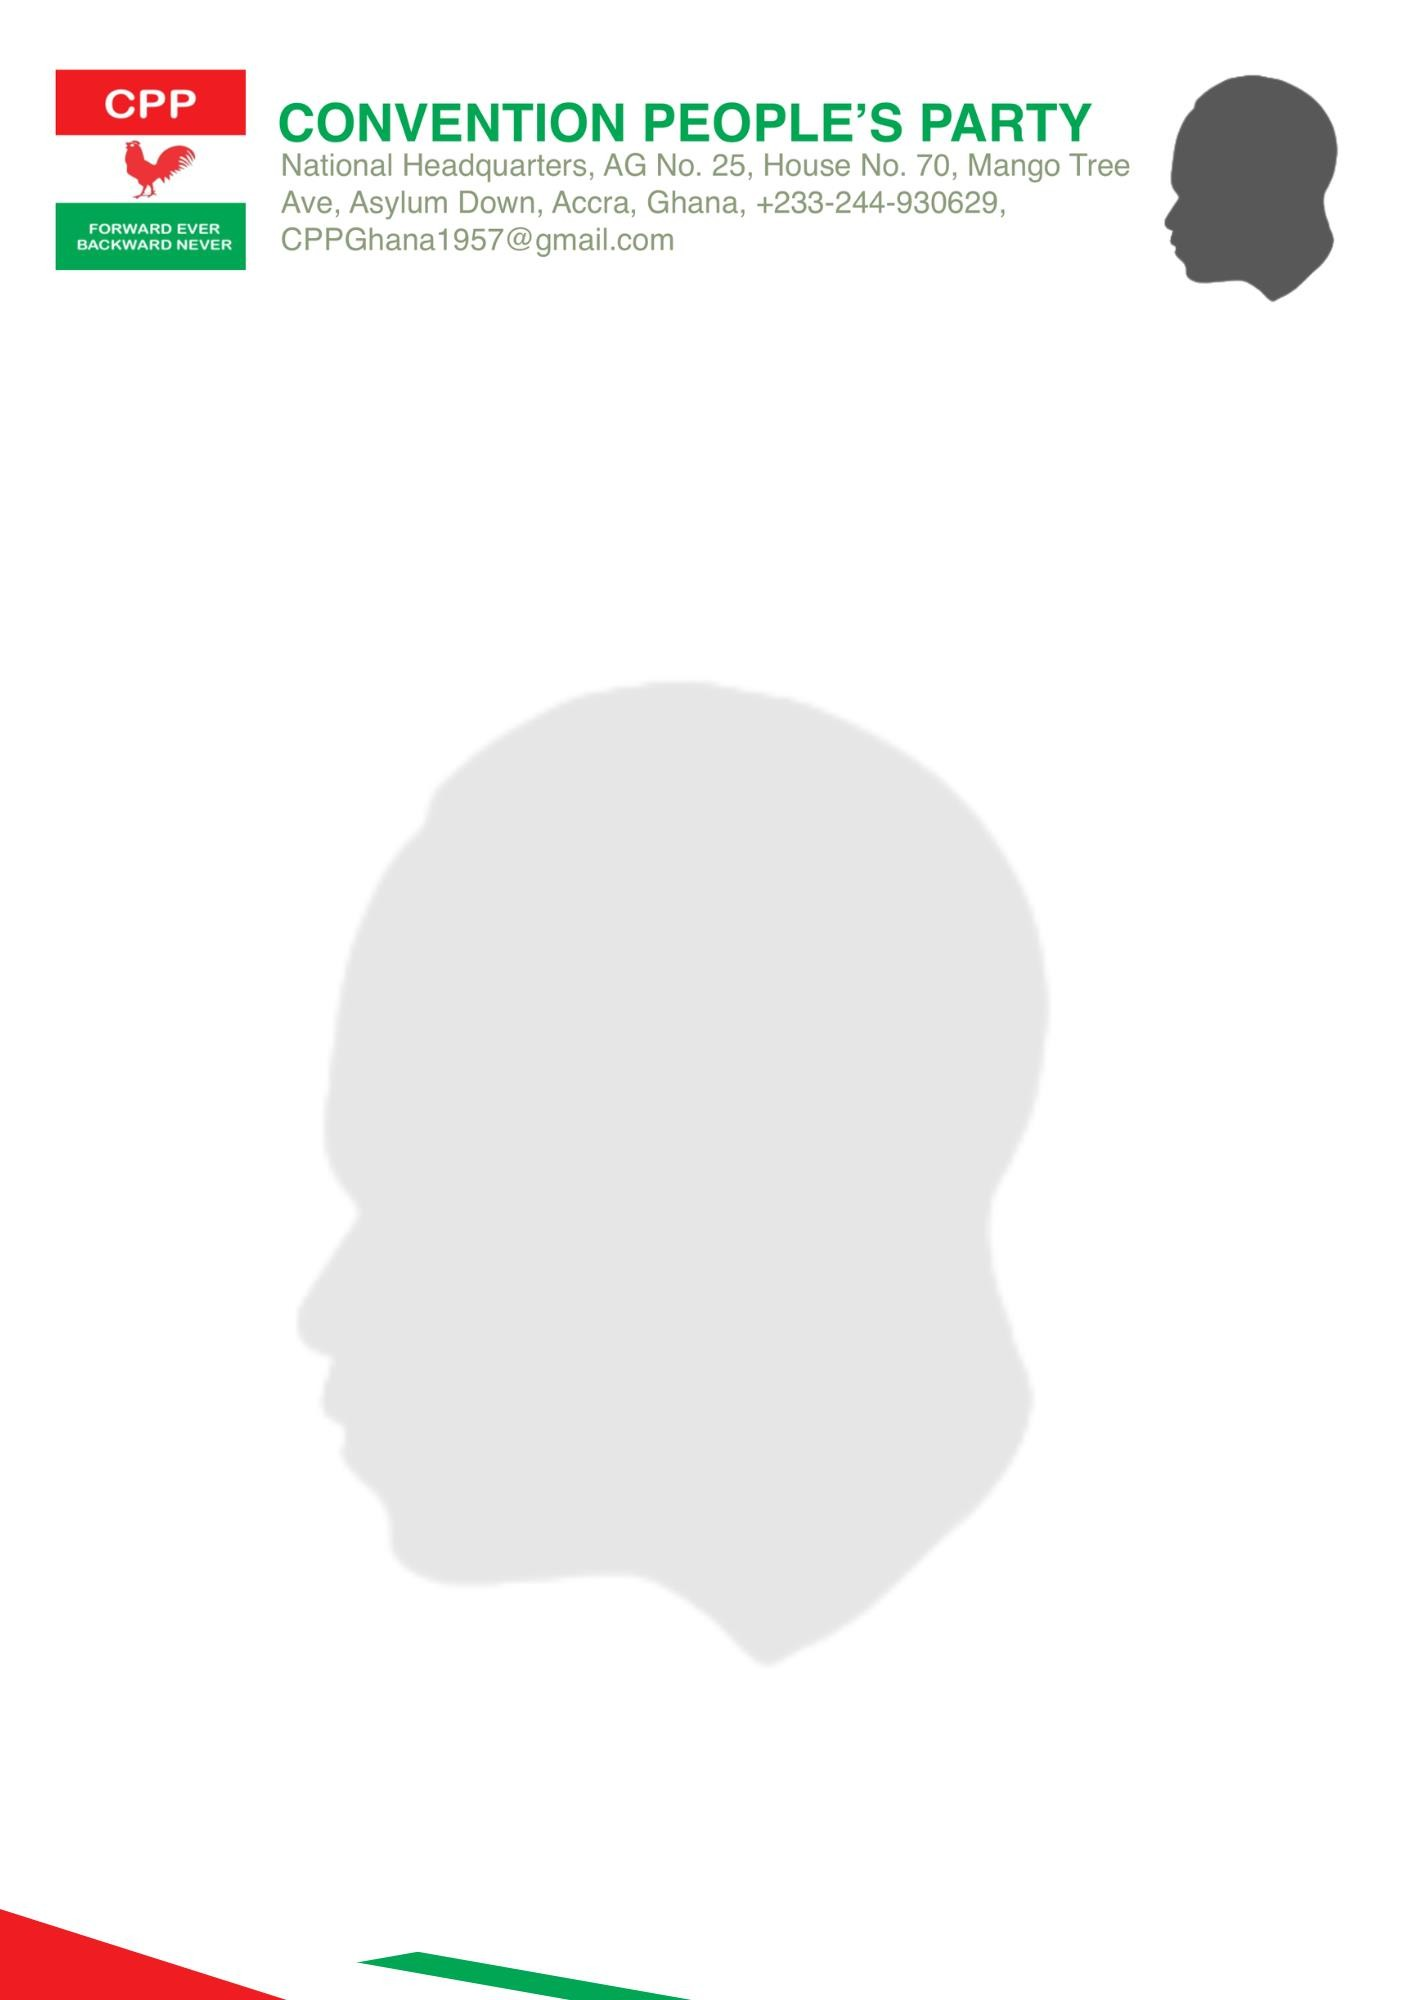 CPP
FORWARD EVER
BACKWARD NEVER
CONVENTION PEOPLE’S PARTY
National Headquarters, AG No. 25, House No. 70, Mango Tree
Ave, Asylum Down, Accra, Ghana, +233-244-930629,
CPPGhana1957@gmail.com